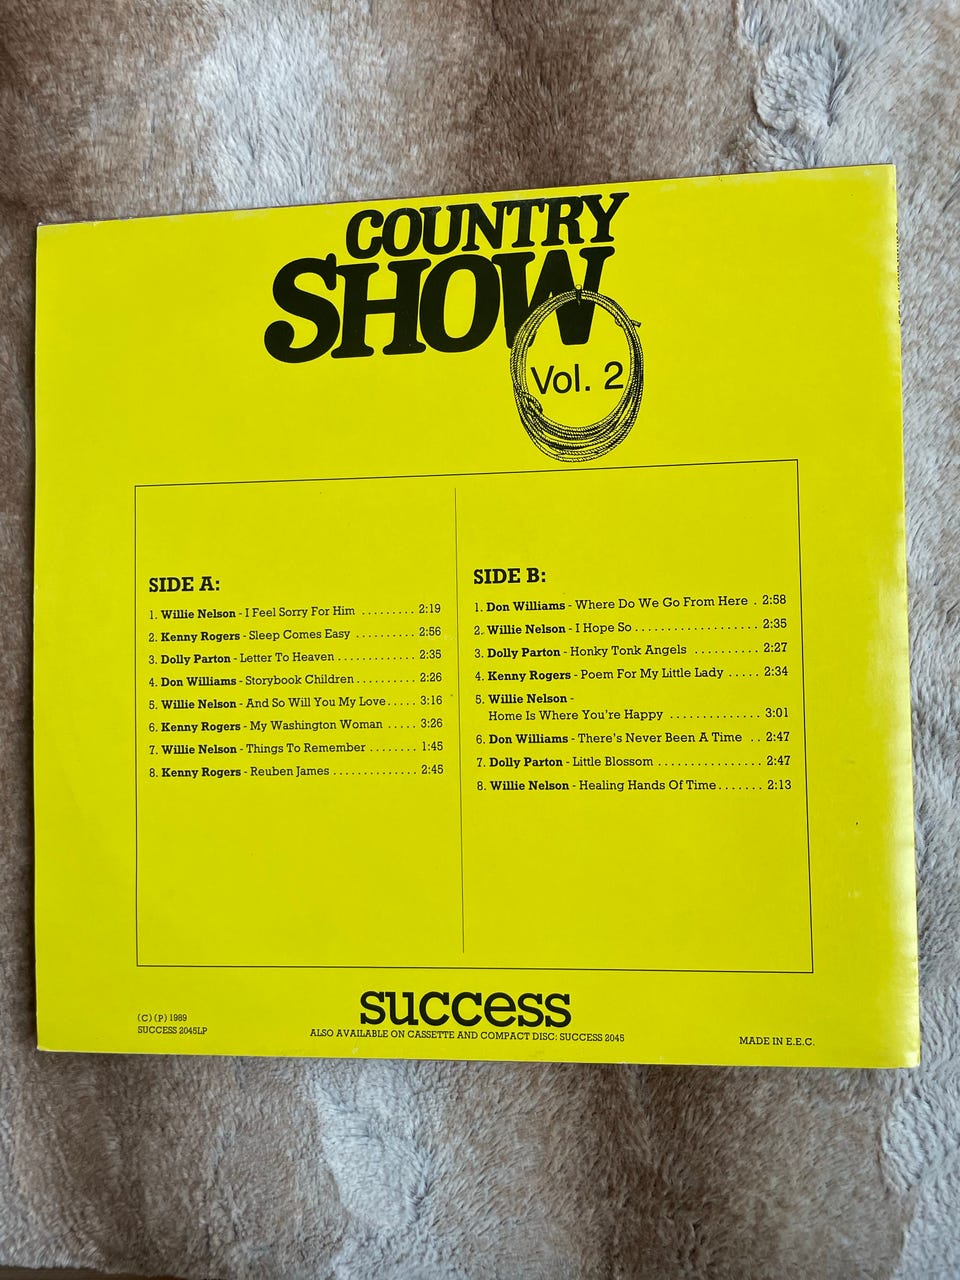 COUNTRY
SHOW
Vol. 2
SIDE A:
1. Willie Nelson - I Feel Sorry For Him ......... 2:19
2. Kenny Rogers - Sleep Comes Easy .......... 2:56
3. Dolly Parton - Letter To Heaven ............ 2:35
4. Don Williams - Storybook Children ......... 2:26
5. Willie Nelson - And So Will You My Love ..... 3:16
6. Kenny Rogers - My Washington Woman ..... 3:26
7. Willie Nelson - Things To Remember ........ 1:45
8. Kenny Rogers - Reuben James .............. 2:45
SIDE B:
1. Don Williams - Where Do We Go From Here . 2:58
2. Willie Nelson - I Hope So ................. 2:35
3. Dolly Parton - Honky Tonk Angels .......... 2:27
4. Kenny Rogers - Poem For My Little Lady ..... 2:34
5. Willie Nelson -
Home Is Where You're Happy .............. 3:01
6. Don Williams - There's Never Been A Time .. 2:47
7. Dolly Parton - Little Blossom ................ 2:47
8. Willie Nelson - Healing Hands Of Time ....... 2:13
success
(C) (P) 1989
SUCCESS 2045LP
ALSO AVAILABLE ON CASSETTE AND COMPACT DISC: SUCCESS 2045
MADE IN E.E.C.